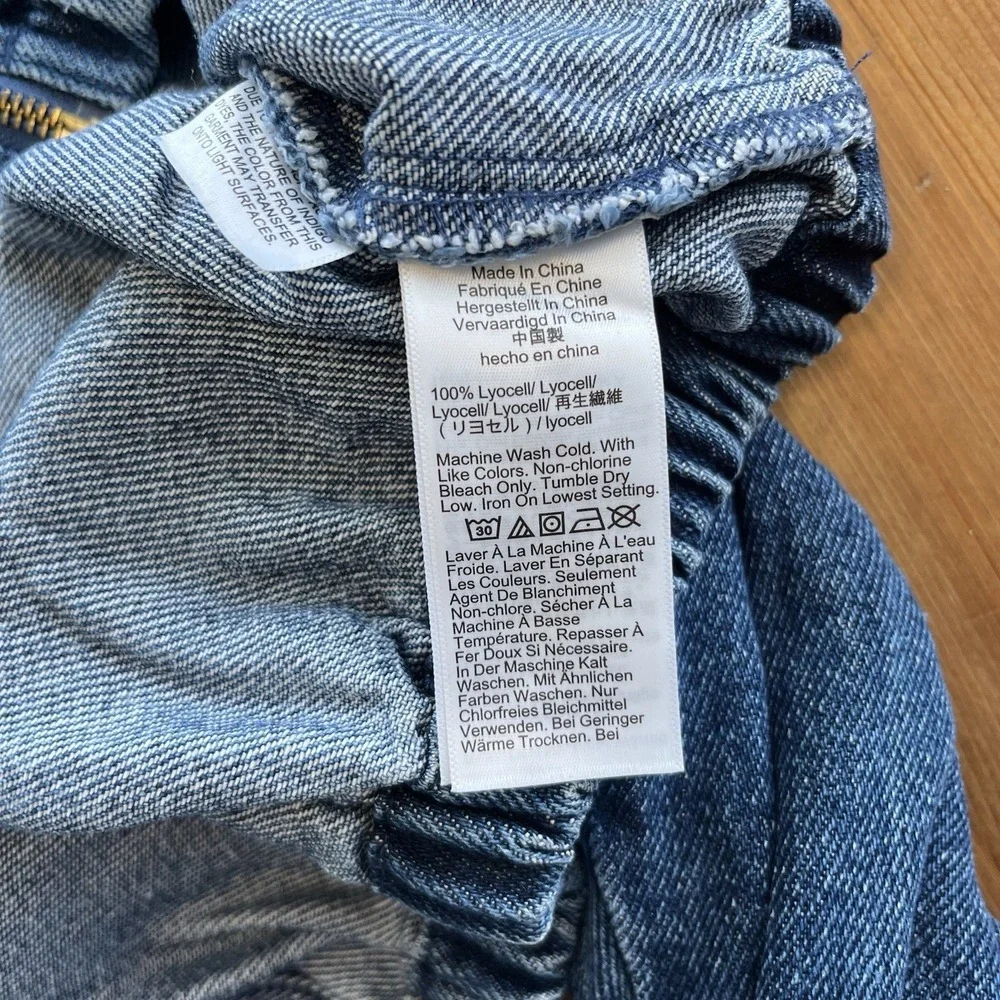 DUE
AND THE NATURE OF INDIGO
DYES, THE COLOR FROM THIS
GARMENT MAY TRANSFER
ONTO LIGHT SURFACES.
Made In China
Fabriqué En Chine
Hergestellt In China
Vervaardigd In China
中国製
hecho en china
100% Lyocell/ Lyocell/
Lyocell/ Lyocell/ 再生繊維
(リヨセル) / lyocell
Machine Wash Cold. With
Like Colors. Non-chlorine
Bleach Only. Tumble Dry
Low. Iron On Lowest Setting.
30
Laver À La Machine À L'eau
Froide. Laver En Séparant
Les Couleurs. Seulement
Agent De Blanchiment
Non-chlore. Sécher À La
Machine À Basse
Température. Repasser À
Fer Doux Si Nécessaire.
In Der Maschine Kalt
Waschen. Mit Ähnlichen
Farben Waschen. Nur
Chlorfreies Bleichmittel
Verwenden. Bei Geringer
Wärme Trocknen. Bei